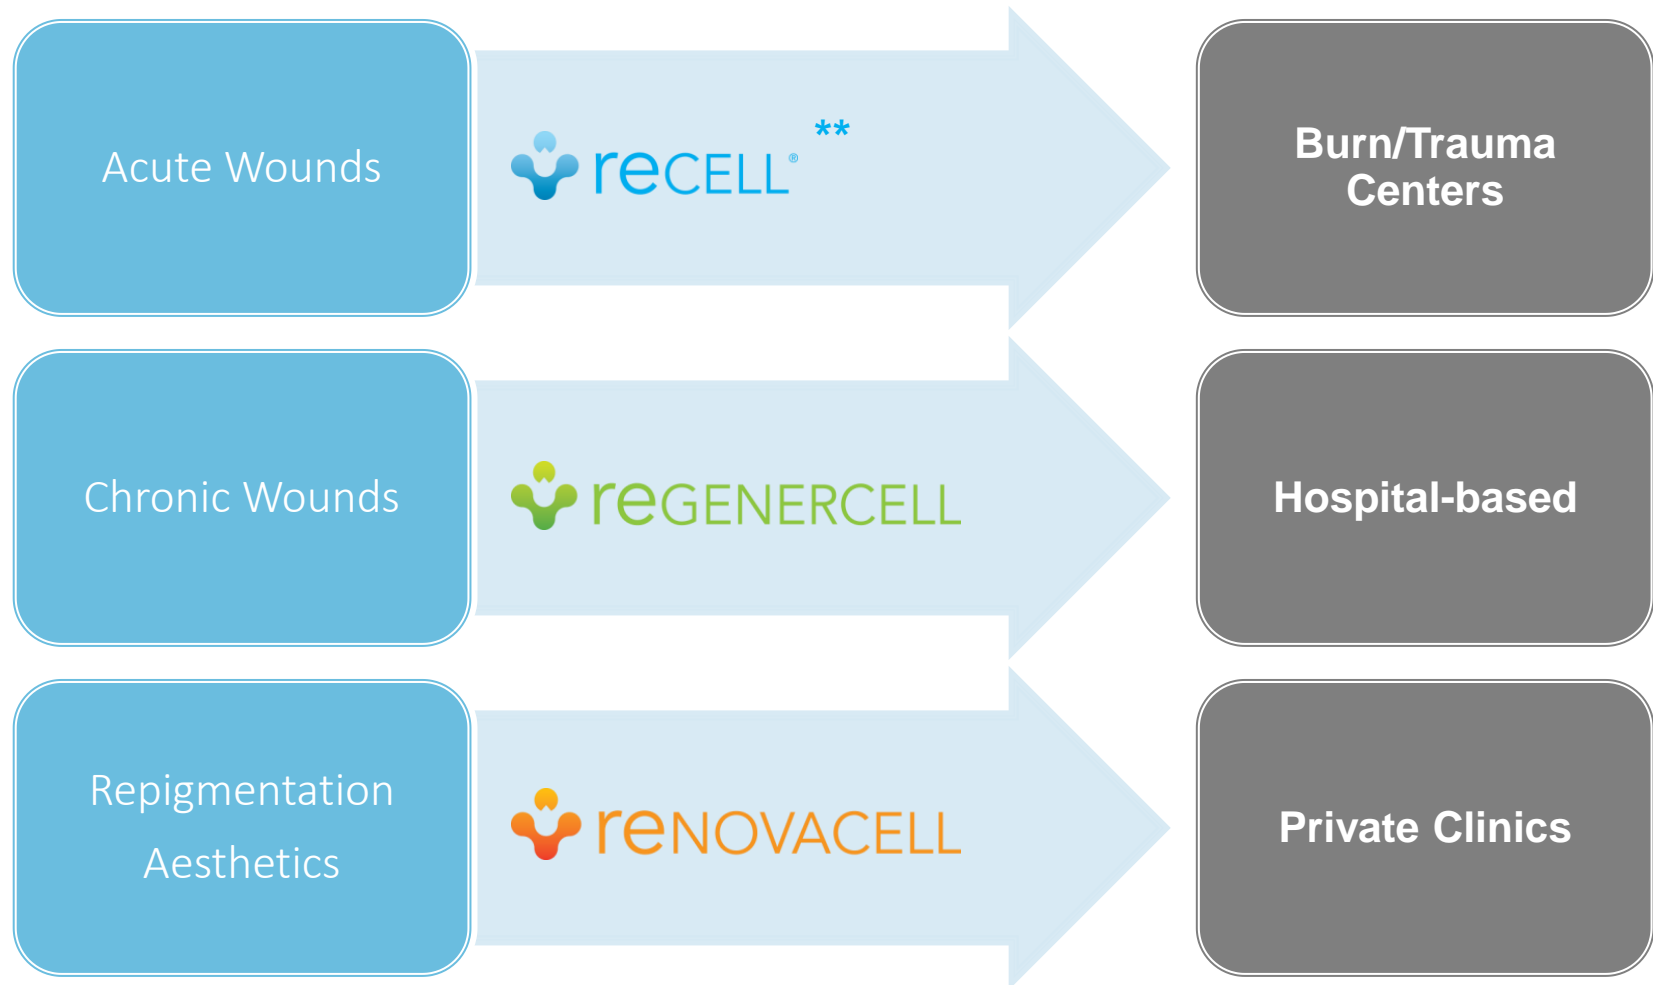 Acute Wounds
reCELL® **
Burn/Trauma
Centers
Chronic Wounds
reGENERCELL
Hospital-based
Repigmentation
Aesthetics
reNOVACELL
Private Clinics